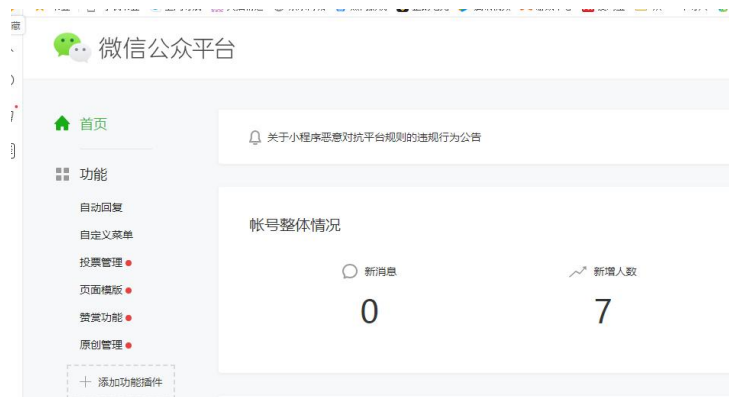 藏
微信公众平台
首页
关于小程序恶意对抗平台规则的违规行为公告
功能
自动回复
自定义菜单
帐号整体情况
投票管理
新消息
新增人数
页面模版
0
7
赞赏功能
原创管理
添加功能插件